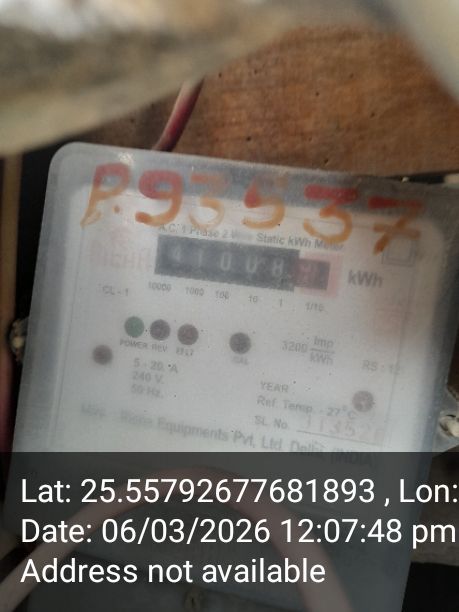 P.93537
A.C. 1 Phase 2 Wire Static kWh Meter
41008
kWh
CL - 1
10000 1000 100 10 1 1/10
POWER REV E.F.L? CAL
3200 Imp/kWh
5 - 20 A
240 V.
50 Hz.
YEAR
Ref. Temp. - 27°C
SL. No.
Equipments Pvt. Ltd. Delhi (INDIA)
Lat: 25.55792677681893 , Lon:
Date: 06/03/2026 12:07:48 pm
Address not available